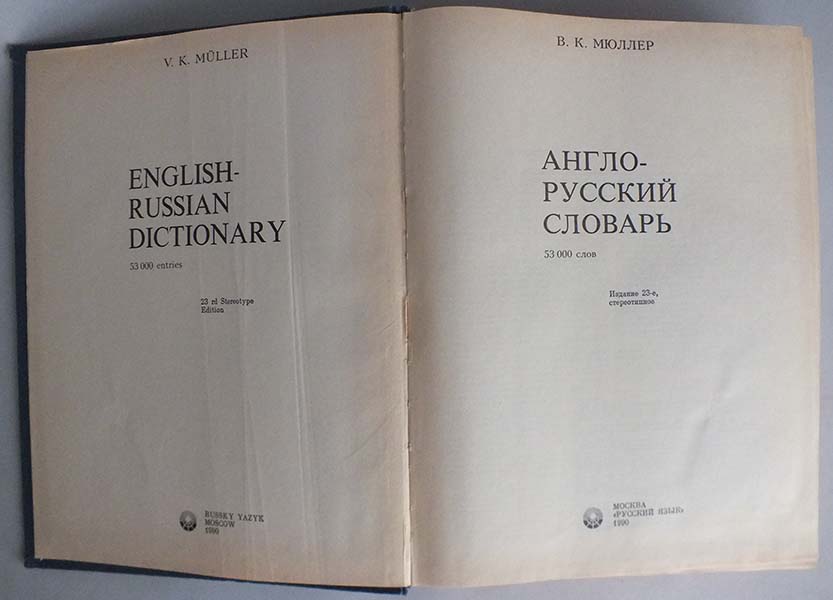 V. K. MÜLLER
ENGLISH-
RUSSIAN
DICTIONARY
53 000 entries
23 rd Stereotype
Edition
RUSSKY YAZYK
MOSCOW
1990
В. К. МЮЛЛЕР
АНГЛО-
РУССКИЙ
СЛОВАРЬ
53 000 слов
Издание 23-е,
стереотипное
МОСКВА
«РУССКИЙ ЯЗЫК»
1990